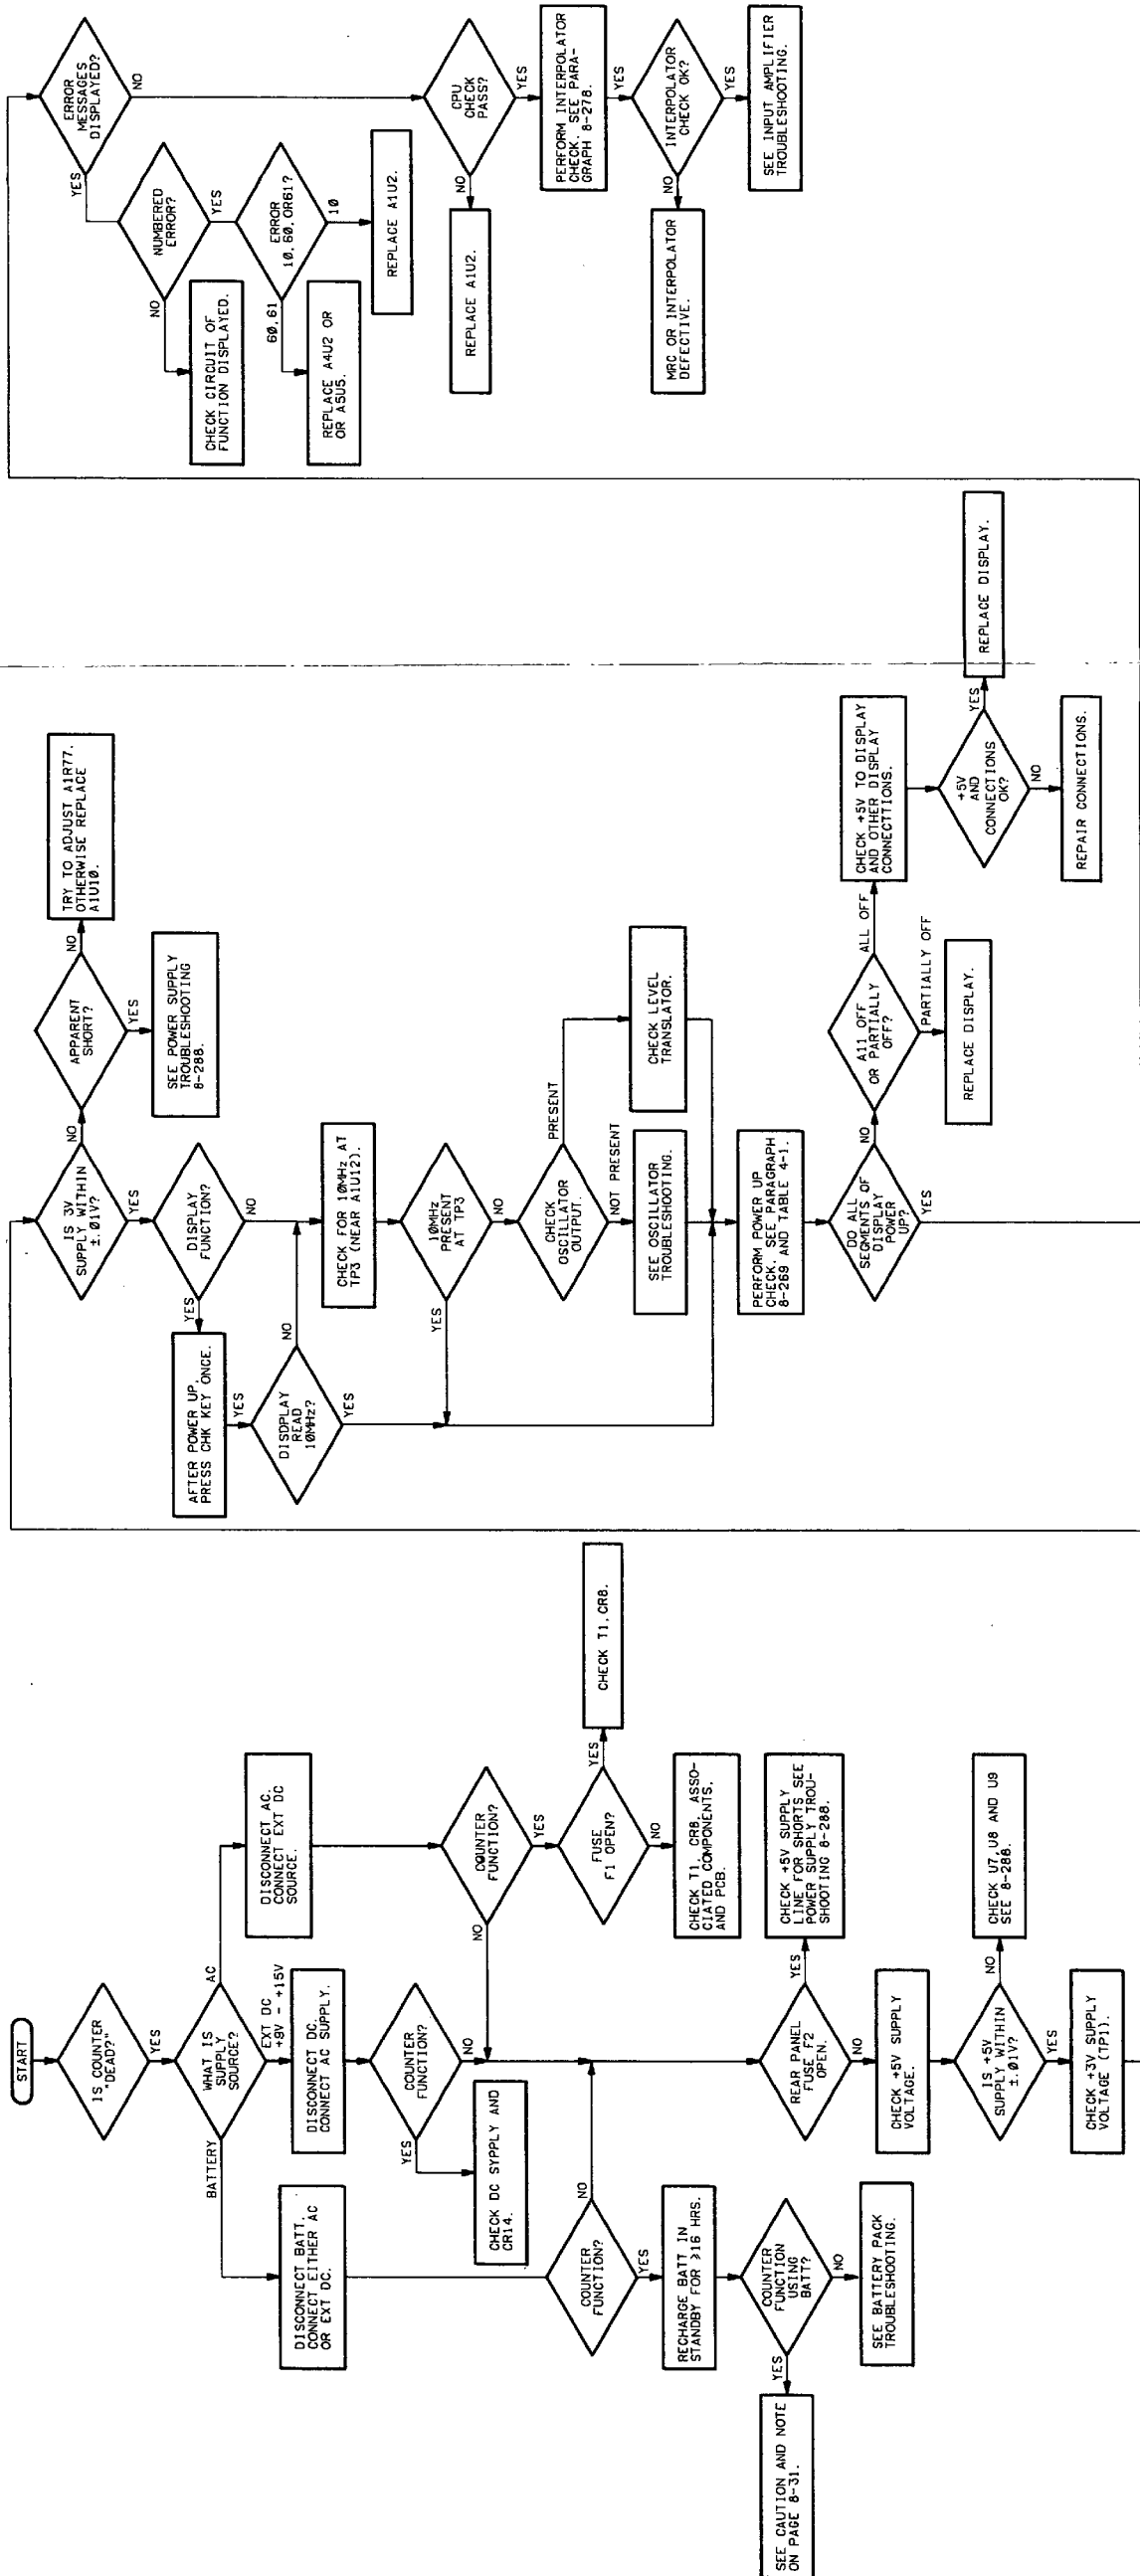 START
IS COUNTER
"DEAD?"
YES
WHAT IS
SUPPLY
SOURCE?
BATTERY
AC
EXT DC
+8V - +15V
DISCONNECT BATT,
CONNECT EITHER AC
OR EXT DC.
DISCONNECT DC.
CONNECT AC SUPPLY.
DISCONNECT AC.
CONNECT EXT DC
SOURCE.
COUNTER
FUNCTION?
YES
NO
CHECK DC SYPPLY AND
CR14.
COUNTER
FUNCTION?
NO
YES
FUSE
F1 OPEN?
YES
CHECK T1,CR8.
NO
CHECK T1, CR8, ASSO-
CIATED COMPONENTS,
AND PCB.
COUNTER
FUNCTION?
NO
YES
RECHARGE BATT IN
STANDBY FOR >16 HRS.
COUNTER
FUNCTION
USING
BATT?
YES
SEE CAUTION AND NOTE
ON PAGE 8-31.
NO
SEE BATTERY PACK
TROUBLESHOOTING.
REAR PANEL
FUSE F2
OPEN.
YES
CHECK +5V SUPPLY
LINE FOR SHORTS SEE
POWER SUPPLY TROU-
SHOOTING 8-288.
NO
CHECK +5V SUPPLY
VOLTAGE.
IS +5V
SUPPLY WITHIN
±.01V?
NO
CHECK U7,U8 AND U9
SEE 8-288.
YES
CHECK +3V SUPPLY
VOLTAGE (TP1).
IS 3V
SUPPLY WITHIN
±.01V?
NO
APPARENT
SHORT?
NO
TRY TO ADJUST A1R77.
OTHERWISE REPLACE
A1U10.
YES
SEE POWER SUPPLY
TROUBLESHOOTING
8-288.
YES
DISPLAY
FUNCTION?
YES
AFTER POWER UP,
PRESS CHK KEY ONCE.
YES
DISDPLAY
READ
10MHz?
NO
YES
NO
CHECK FOR 10MHz AT
TP3 (NEAR A1U12).
10MHz
PRESENT
AT TP3
YES
NO
CHECK
OSCILLATOR
OUTPUT.
PRESENT
CHECK LEVEL
TRANSLATOR.
NOT PRESENT
SEE OSCILLATOR
TROUBLESHOOTING.
PERFORM POWER UP
CHECK. SEE PARAGRAPH
8-269 AND TABLE 4-1.
DO ALL
SEGMENTS OF
DISPLAY
POWER
UP?
NO
A11 OFF
OR PARTIALLY
OFF?
ALL OFF
CHECK +5V TO DISPLAY
AND OTHER DISPLAY
CONNECTTIONS.
PARTIALLY OFF
REPLACE DISPLAY.
+5V
AND
CONNECTIONS
OK?
YES
REPLACE DISPLAY.
NO
REPAIR CONNECTIONS.
YES
ERROR
MESSAGES
DISPLAYED?
YES
NO
NUMBERED
ERROR?
NO
CHECK CIRCUIT OF
FUNCTION DISPLAYED.
YES
ERROR
10,60,OR61?
60,61
REPLACE A4U2 OR
OR A5U5.
10
REPLACE A1U2.
CPU
CHECK
PASS?
NO
REPLACE A1U2.
YES
PERFORM INTERPOLATOR
CHECK. SEE PARA-
GRAPH 8-278.
YES
INTERPOLATOR
CHECK OK?
NO
MRC OR INTERPOLATOR
DEFECTIVE.
YES
SEE INPUT AMPLIFIER
TROUBLESHOOTING.